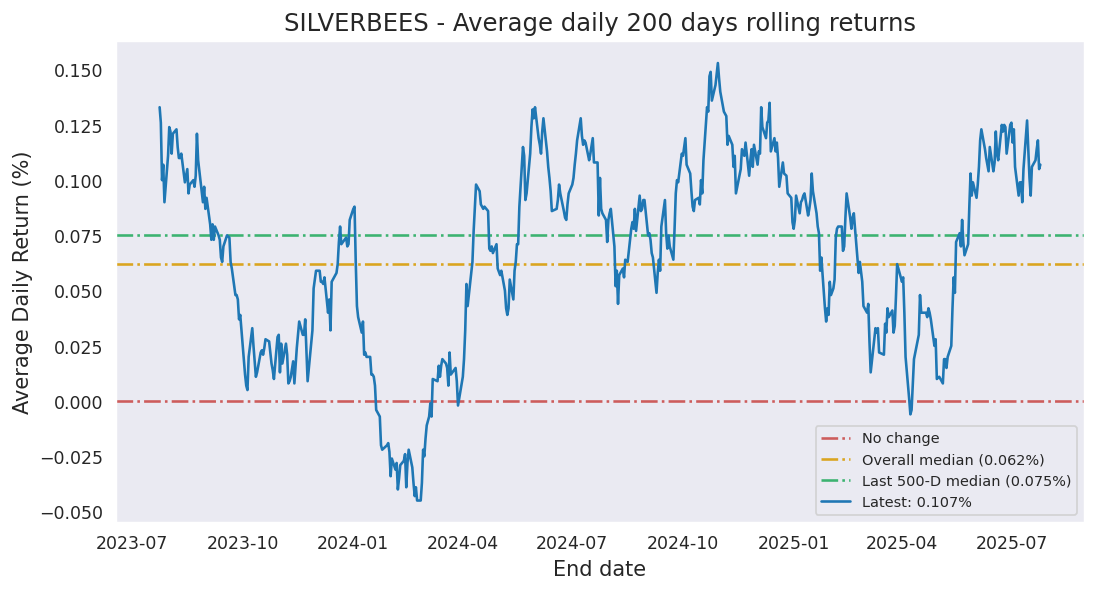 SILVERBEES - Average daily 200 days rolling returns
Average Daily Return (%)
0.150
0.125
0.100
0.075
0.050
0.025
0.000
−0.025
−0.050
No change
Overall median (0.062%)
Last 500-D median (0.075%)
Latest: 0.107%
2023-07 2023-10 2024-01 2024-04 2024-07 2024-10 2025-01 2025-04 2025-07
End date